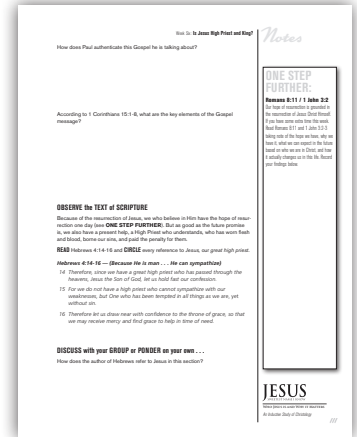 Week Six: Is Jesus High Priest and King?
How does Paul authenticate this Gospel he is talking about?
According to 1 Corinthians 15:1-8, what are the key elements of the Gospel
message?
OBSERVE the TEXT of SCRIPTURE
Because of the resurrection of Jesus, we who believe in Him have the hope of resur-
rection one day (see ONE STEP FURTHER). But as good as the future promise
is, we also have a present help, a High Priest who understands, who has worn flesh
and blood, borne our sins, and paid the penalty for them.
READ Hebrews 4:14-16 and CIRCLE every reference to Jesus, our great high priest.
Hebrews 4:14-16 — (Because He is man . . . He can sympathize)
14 Therefore, since we have a great high priest who has passed through the
heavens, Jesus the Son of God, let us hold fast our confession.
15 For we do not have a high priest who cannot sympathize with our
weaknesses, but One who has been tempted in all things as we are, yet
without sin.
16 Therefore let us draw near with confidence to the throne of grace, so that
we may receive mercy and find grace to help in time of need.
DISCUSS with your GROUP or PONDER on your own . . .
How does the author of Hebrews refer to Jesus in this section?
Notes
ONE STEP
FURTHER:
Romans 8:11 / 1 John 3:2
Our hope of resurrection is grounded in
the resurrection of Jesus Christ Himself.
If you have some extra time this week
Read Romans 8:11 and 1 John 3:2-3
taking note of the hope we have, why we
have it, what we can expect in the future
based on who we are in Christ, and how
it actually changes us in this life. Record
your findings below.
JESUS
An Inductive Study of Christology